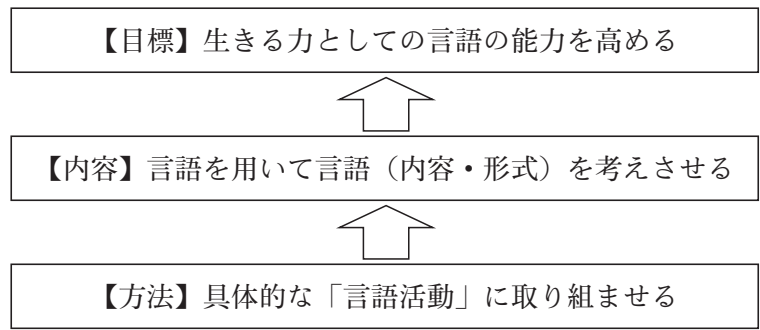 【目標】生きる力としての言語の能力を高める
【内容】言語を用いて言語（内容・形式）を考えさせる
【方法】具体的な「言語活動」に取り組ませる